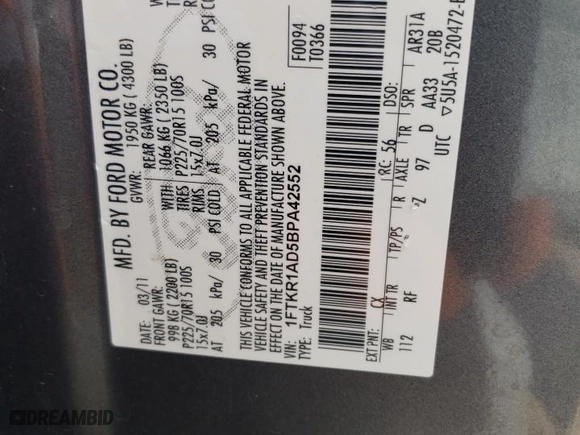 MFD. BY FORD MOTOR CO.
DATE: 03/11
GVWR: 1950 KG ( 4300 LB)
FRONT GAWR:
REAR GAWR:
998 KG ( 2200 LB)
WITH 1066 KG ( 2350 LB)
P225/70R15 100S
TIRES P225/70R15 100S
15x7.0J
RIMS 15x7.0J
AT 205 kPa/ 30 PSI COLD
AT 205 kPa/ 30 PSI CO
THIS VEHICLE CONFORMS TO ALL APPLICABLE FEDERAL MOTOR
VEHICLE SAFETY AND THEFT PREVENTION STANDARDS IN
EFFECT ON THE DATE OF MANUFACTURE SHOWN ABOVE.
VIN: 1FTKR1AD5BPA42552
TYPE: Truck
F0094
T0366
EXT PNT: CX
RC: 56
DSO:
WB
INT TR
TP/PS
R
AXLE
TR
SPR
AR31A
112
RF
Z
97
D
AA33
20B
UTC
▽5U5A-1520472-
DREAMBID